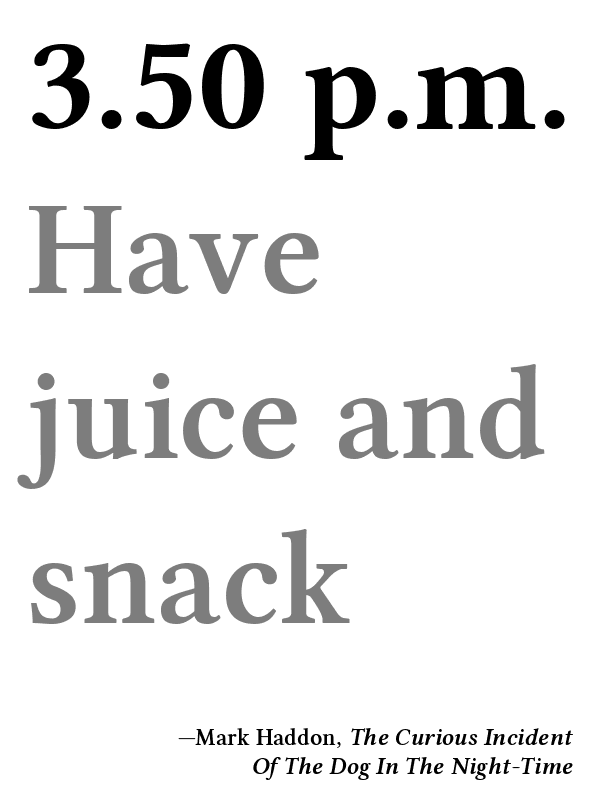 3.50 p.m.
Have
juice and
snack
—Mark Haddon, The Curious Incident
Of The Dog In The Night-Time